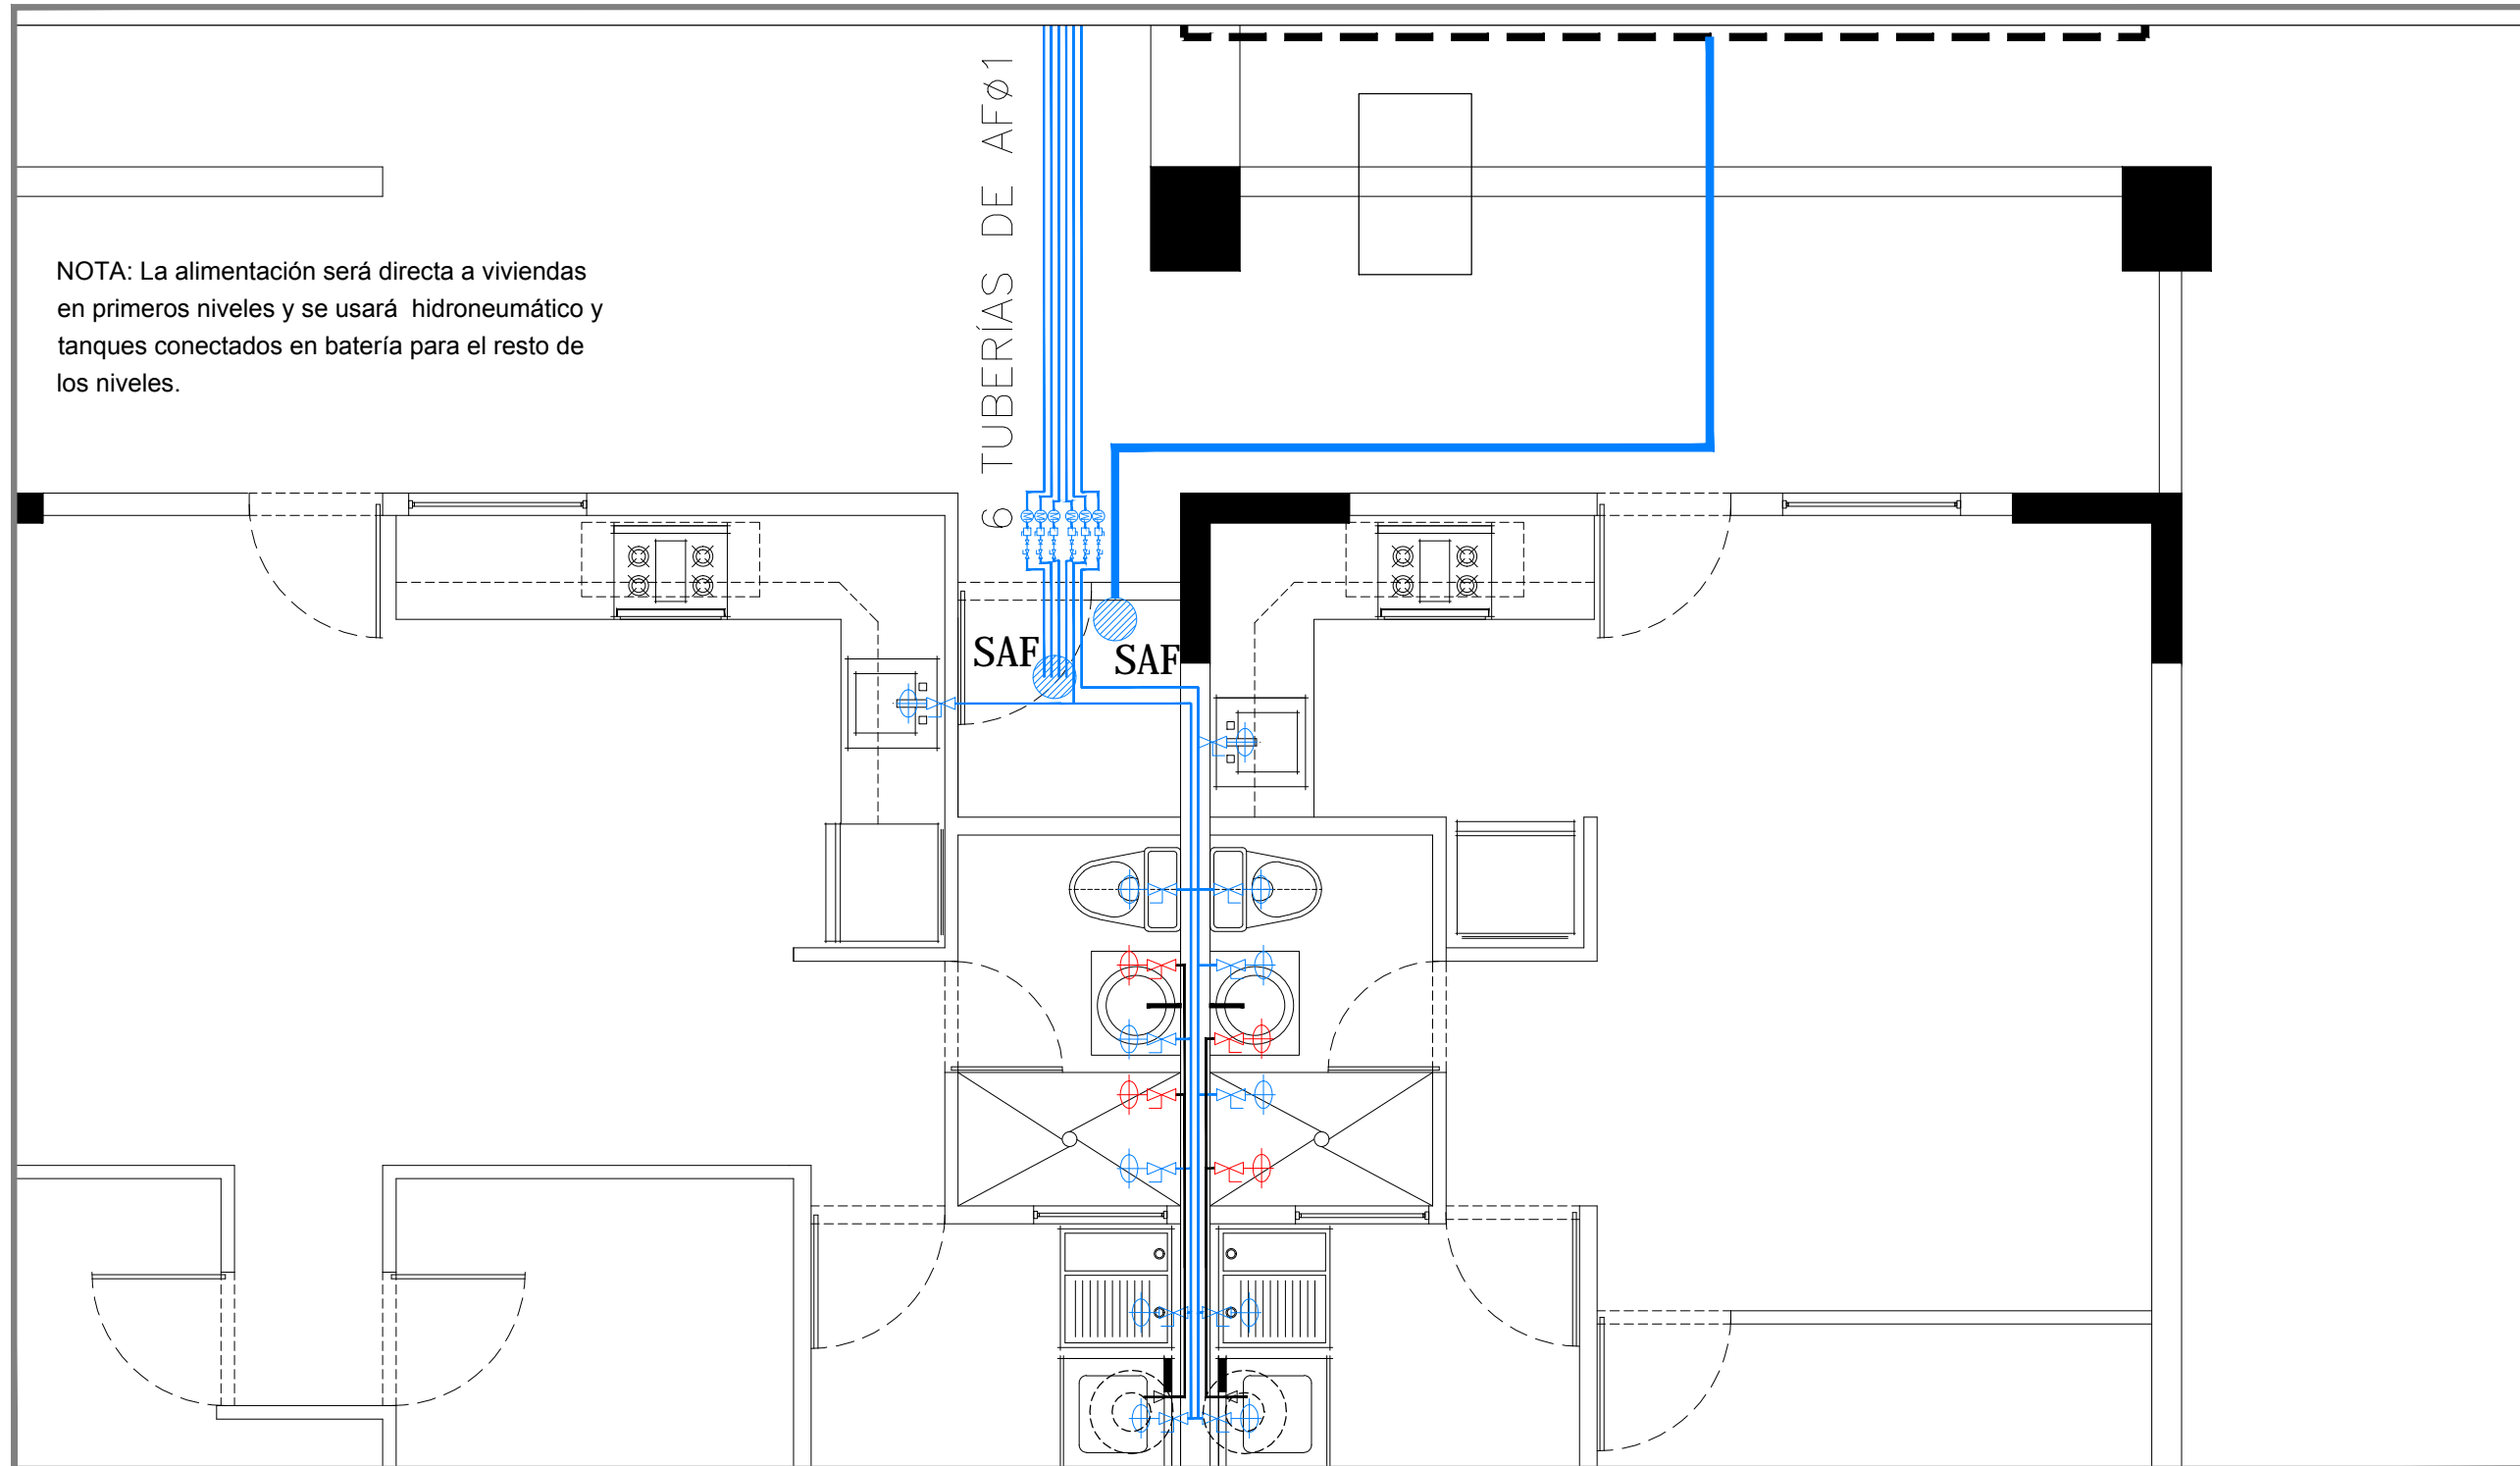 NOTA: La alimentación será directa a viviendas
en primeros niveles y se usará hidroneumático y
tanques conectados en batería para el resto de
los niveles.
6 TUBERÍAS DE AFø1
SAF
SAF